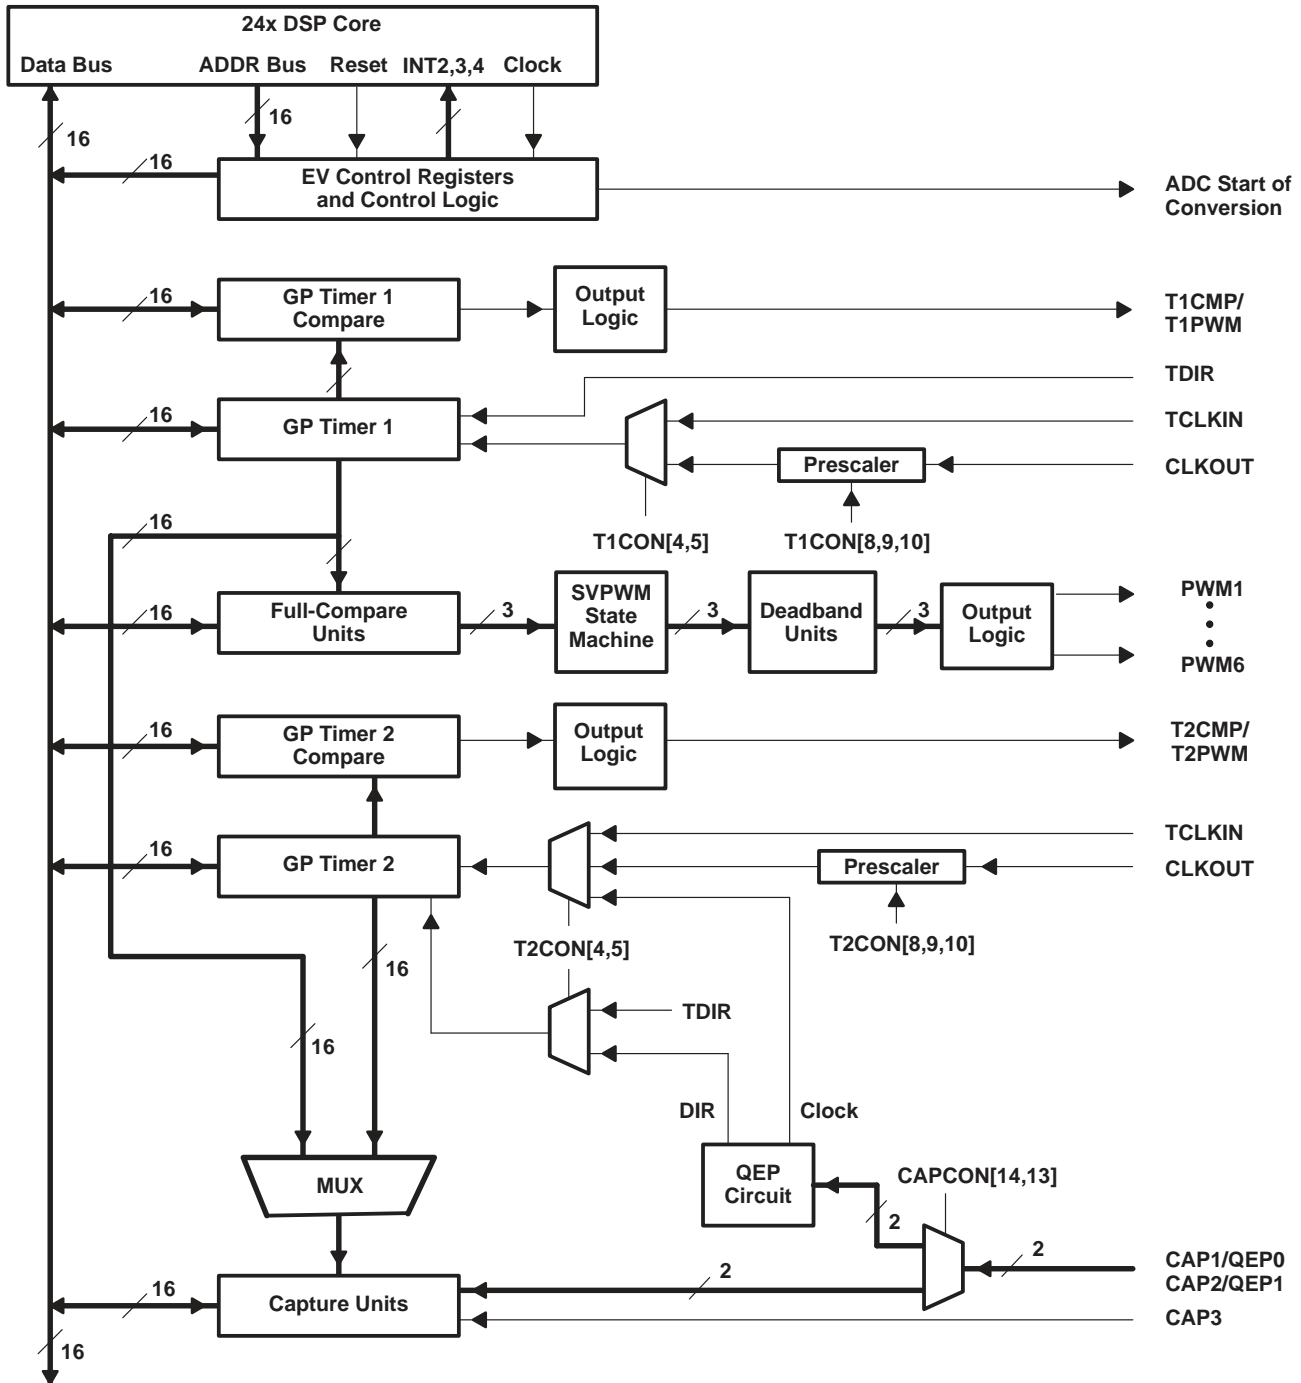 24x DSP Core
Data Bus
ADDR Bus
Reset
INT2,3,4
Clock
16
16
16
EV Control Registers
and Control Logic
ADC Start of
Conversion
16
GP Timer 1
Compare
Output
Logic
T1CMP/
T1PWM
TDIR
16
GP Timer 1
TCLKIN
Prescaler
CLKOUT
16
T1CON[4,5]
T1CON[8,9,10]
16
Full-Compare
Units
3
SVPWM
State
Machine
3
Deadband
Units
3
Output
Logic
PWM1
PWM6
16
GP Timer 2
Compare
Output
Logic
T2CMP/
T2PWM
16
GP Timer 2
TCLKIN
Prescaler
CLKOUT
T2CON[4,5]
T2CON[8,9,10]
16
TDIR
16
DIR
Clock
MUX
QEP
Circuit
CAPCON[14,13]
2
2
CAP1/QEP0
CAP2/QEP1
16
Capture Units
2
CAP3
16